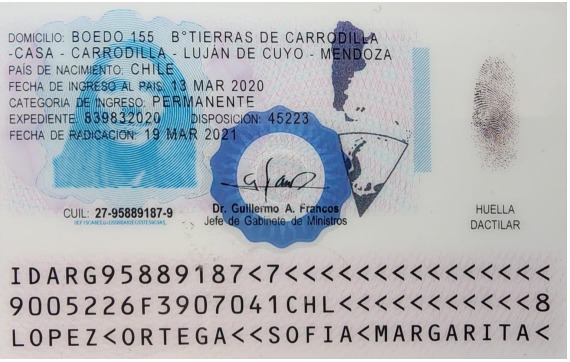 DOMICILIO: BOEDO 155 B°TIERRAS DE CARRODILLA
-CASA - CARRODILLA - LUJÁN DE CUYO - MENDOZA
PAÍS DE NACIMIENTO: CHILE
FECHA DE INGRESO AL PAIS: 13 MAR 2020
CATEGORIA DE INGRESO: PERMANENTE
EXPEDIENTE: 839832020 DISPOSICIÓN: 45223
FECHA DE RADICACIÓN: 19 MAR 2021
CUIL: 27-95889187-9
Dr. Guillermo A. Francos
Jefe de Gabinete de Ministros
HUELLA
DACTILAR
IDARG95889187<7<<<<<<<<<<<<<<<
9005226F3907041CHL<<<<<<<<<<<8
LOPEZ<ORTEGA<<SOFIA<MARGARITA<